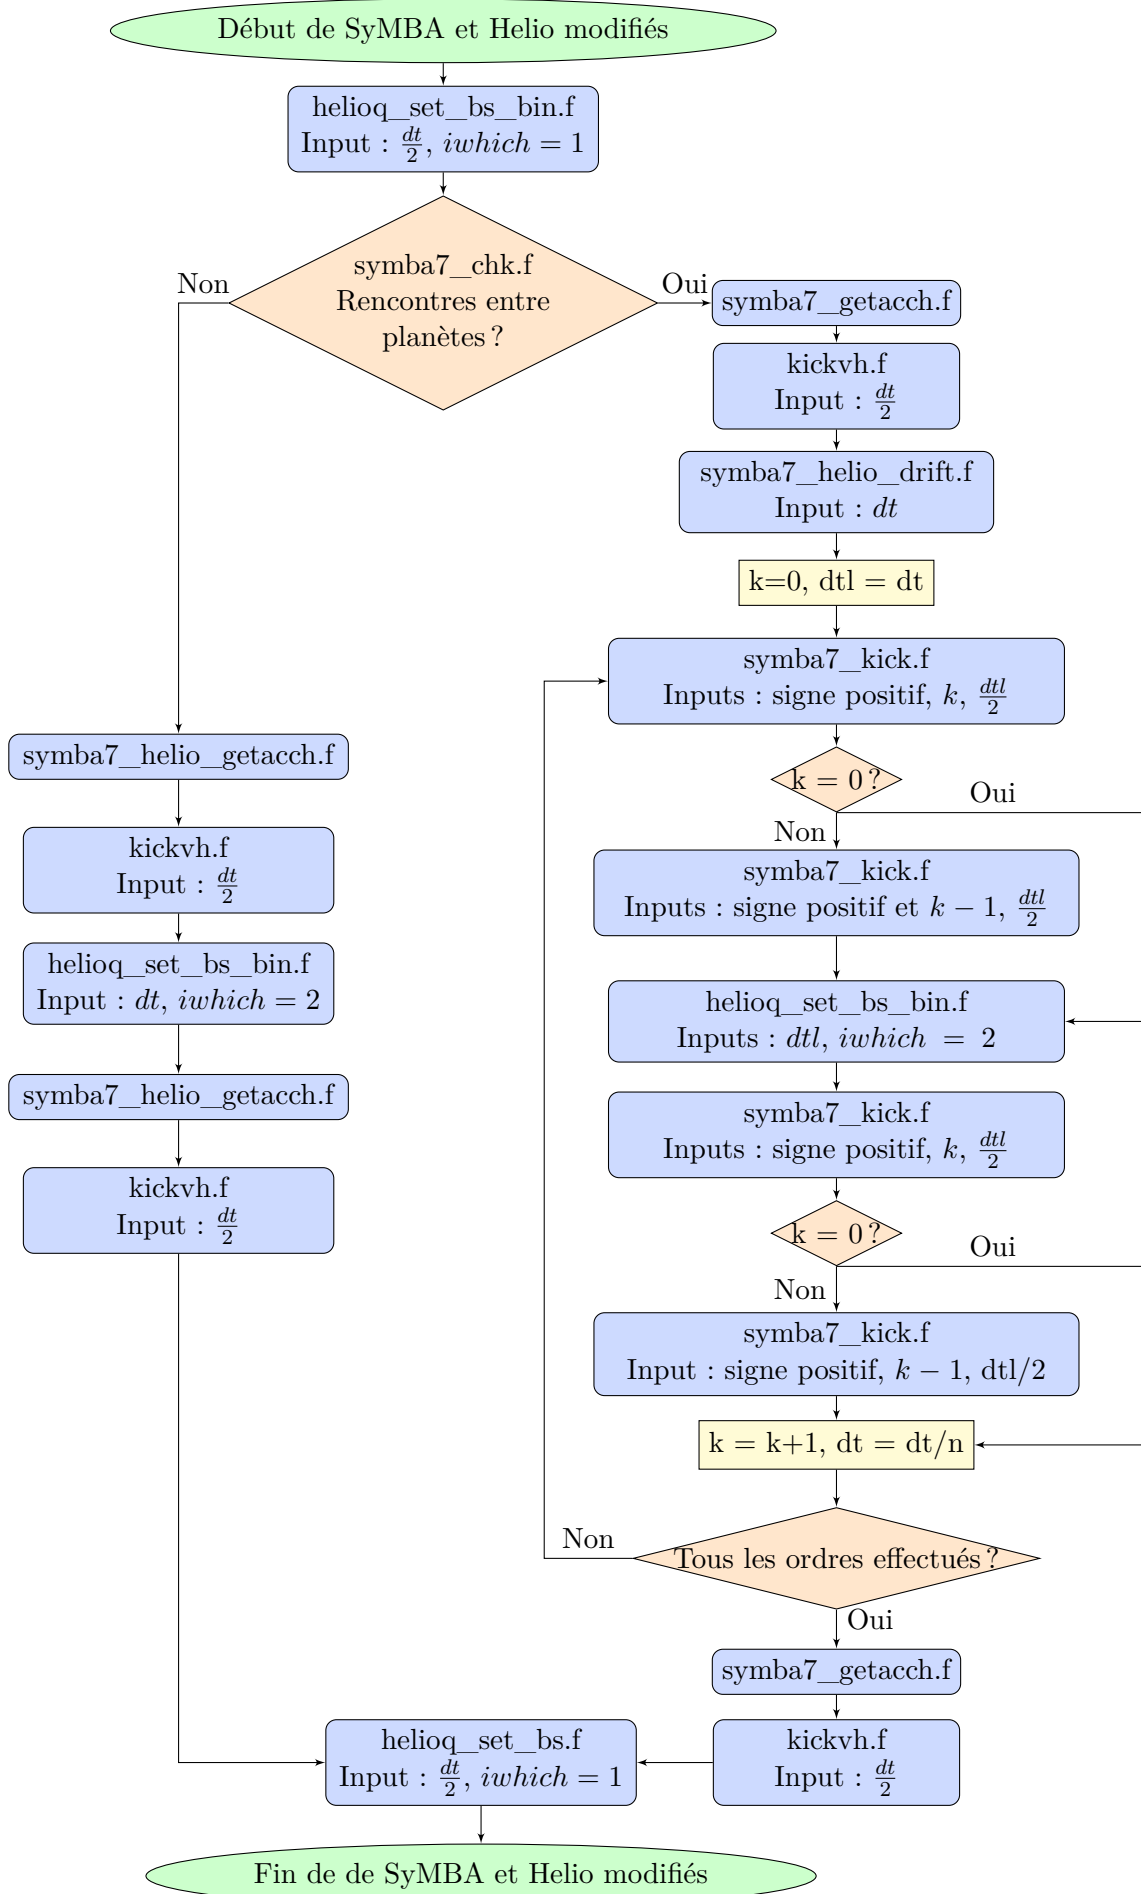 Début de SyMBA et Helio modifiés
helioq_set_bs_bin.f
Input : dt/2, iwhich = 1
symba7_chk.f
Rencontres entre
planètes ?
Non
Oui
symba7_getacch.f
kickvh.f
Input : dt/2
symba7_helio_drift.f
Input : dt
k=0, dtl = dt
symba7_kick.f
Inputs : signe positif, k, dtl/2
k = 0 ?
Oui
Non
symba7_kick.f
Inputs : signe positif et k − 1, dtl/2
helioq_set_bs_bin.f
Inputs : dtl, iwhich = 2
symba7_kick.f
Inputs : signe positif, k, dtl/2
k = 0 ?
Oui
Non
symba7_kick.f
Input : signe positif, k − 1, dtl/2
k = k+1, dt = dt/n
Tous les ordres effectués ?
Non
Oui
symba7_getacch.f
kickvh.f
Input : dt/2
symba7_helio_getacch.f
kickvh.f
Input : dt/2
helioq_set_bs_bin.f
Input : dt, iwhich = 2
symba7_helio_getacch.f
kickvh.f
Input : dt/2
helioq_set_bs.f
Input : dt/2, iwhich = 1
Fin de de SyMBA et Helio modifiés